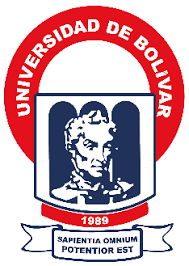 UNIVERSIDAD DE BOLIVAR
1989
SAPIENTIA OMNIUM
POTENTIOR EST